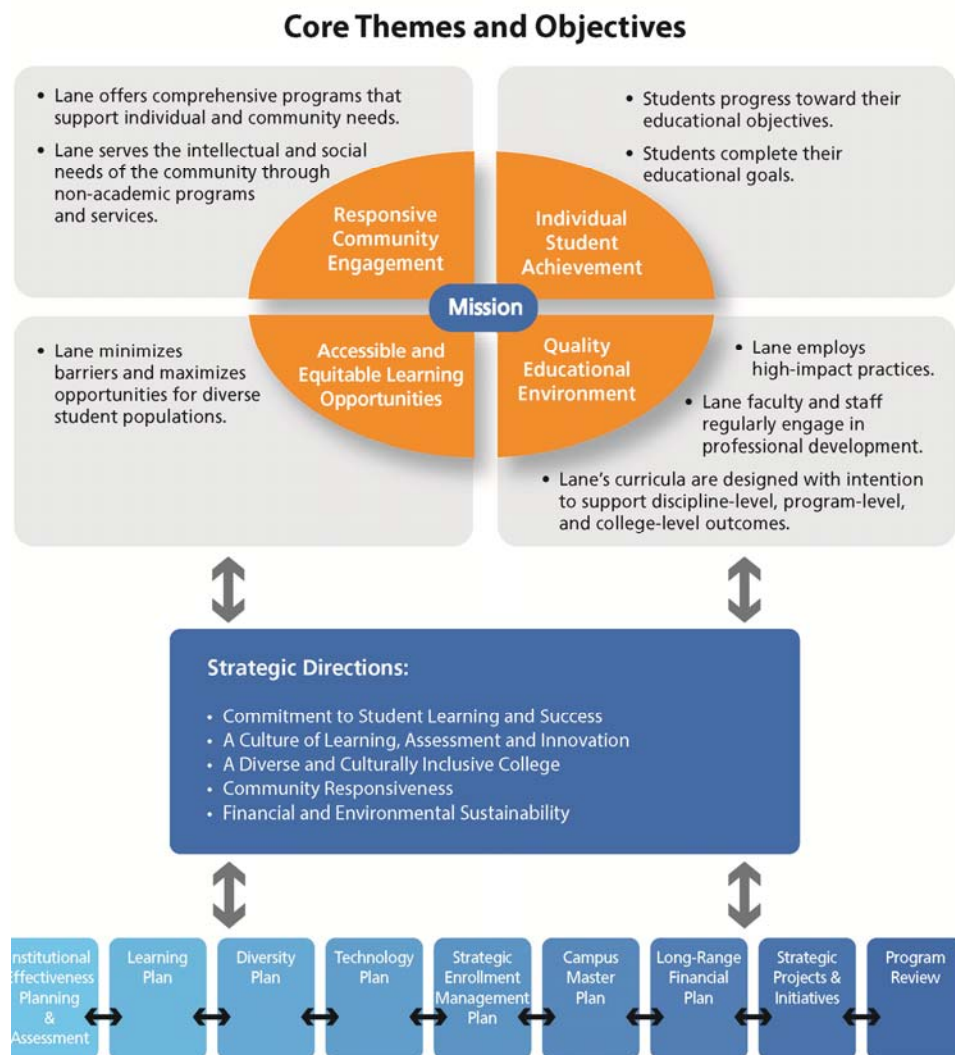 Core Themes and Objectives
• Lane offers comprehensive programs that
support individual and community needs.
• Lane serves the intellectual and social
needs of the community through
non-academic programs
and services.
• Students progress toward their
educational objectives.
• Students complete their
educational goals.
Responsive
Community
Engagement
Individual
Student
Achievement
Mission
Accessible and
Equitable Learning
Opportunities
Quality
Educational
Environment
• Lane minimizes
barriers and maximizes
opportunities for diverse
student populations.
• Lane employs
high-impact practices.
• Lane faculty and staff
regularly engage in
professional development.
• Lane's curricula are designed with intention
to support discipline-level, program-level,
and college-level outcomes.
Strategic Directions:
• Commitment to Student Learning and Success
• A Culture of Learning, Assessment and Innovation
• A Diverse and Culturally Inclusive College
• Community Responsiveness
• Financial and Environmental Sustainability
nstitutional
Effectiveness
Planning
&
Assessment
Learning
Plan
Diversity
Plan
Technology
Plan
Strategic
Enrollment
Management
Plan
Campus
Master
Plan
Long-Range
Financial
Plan
Strategic
Projects &
Initiatives
Program
Review